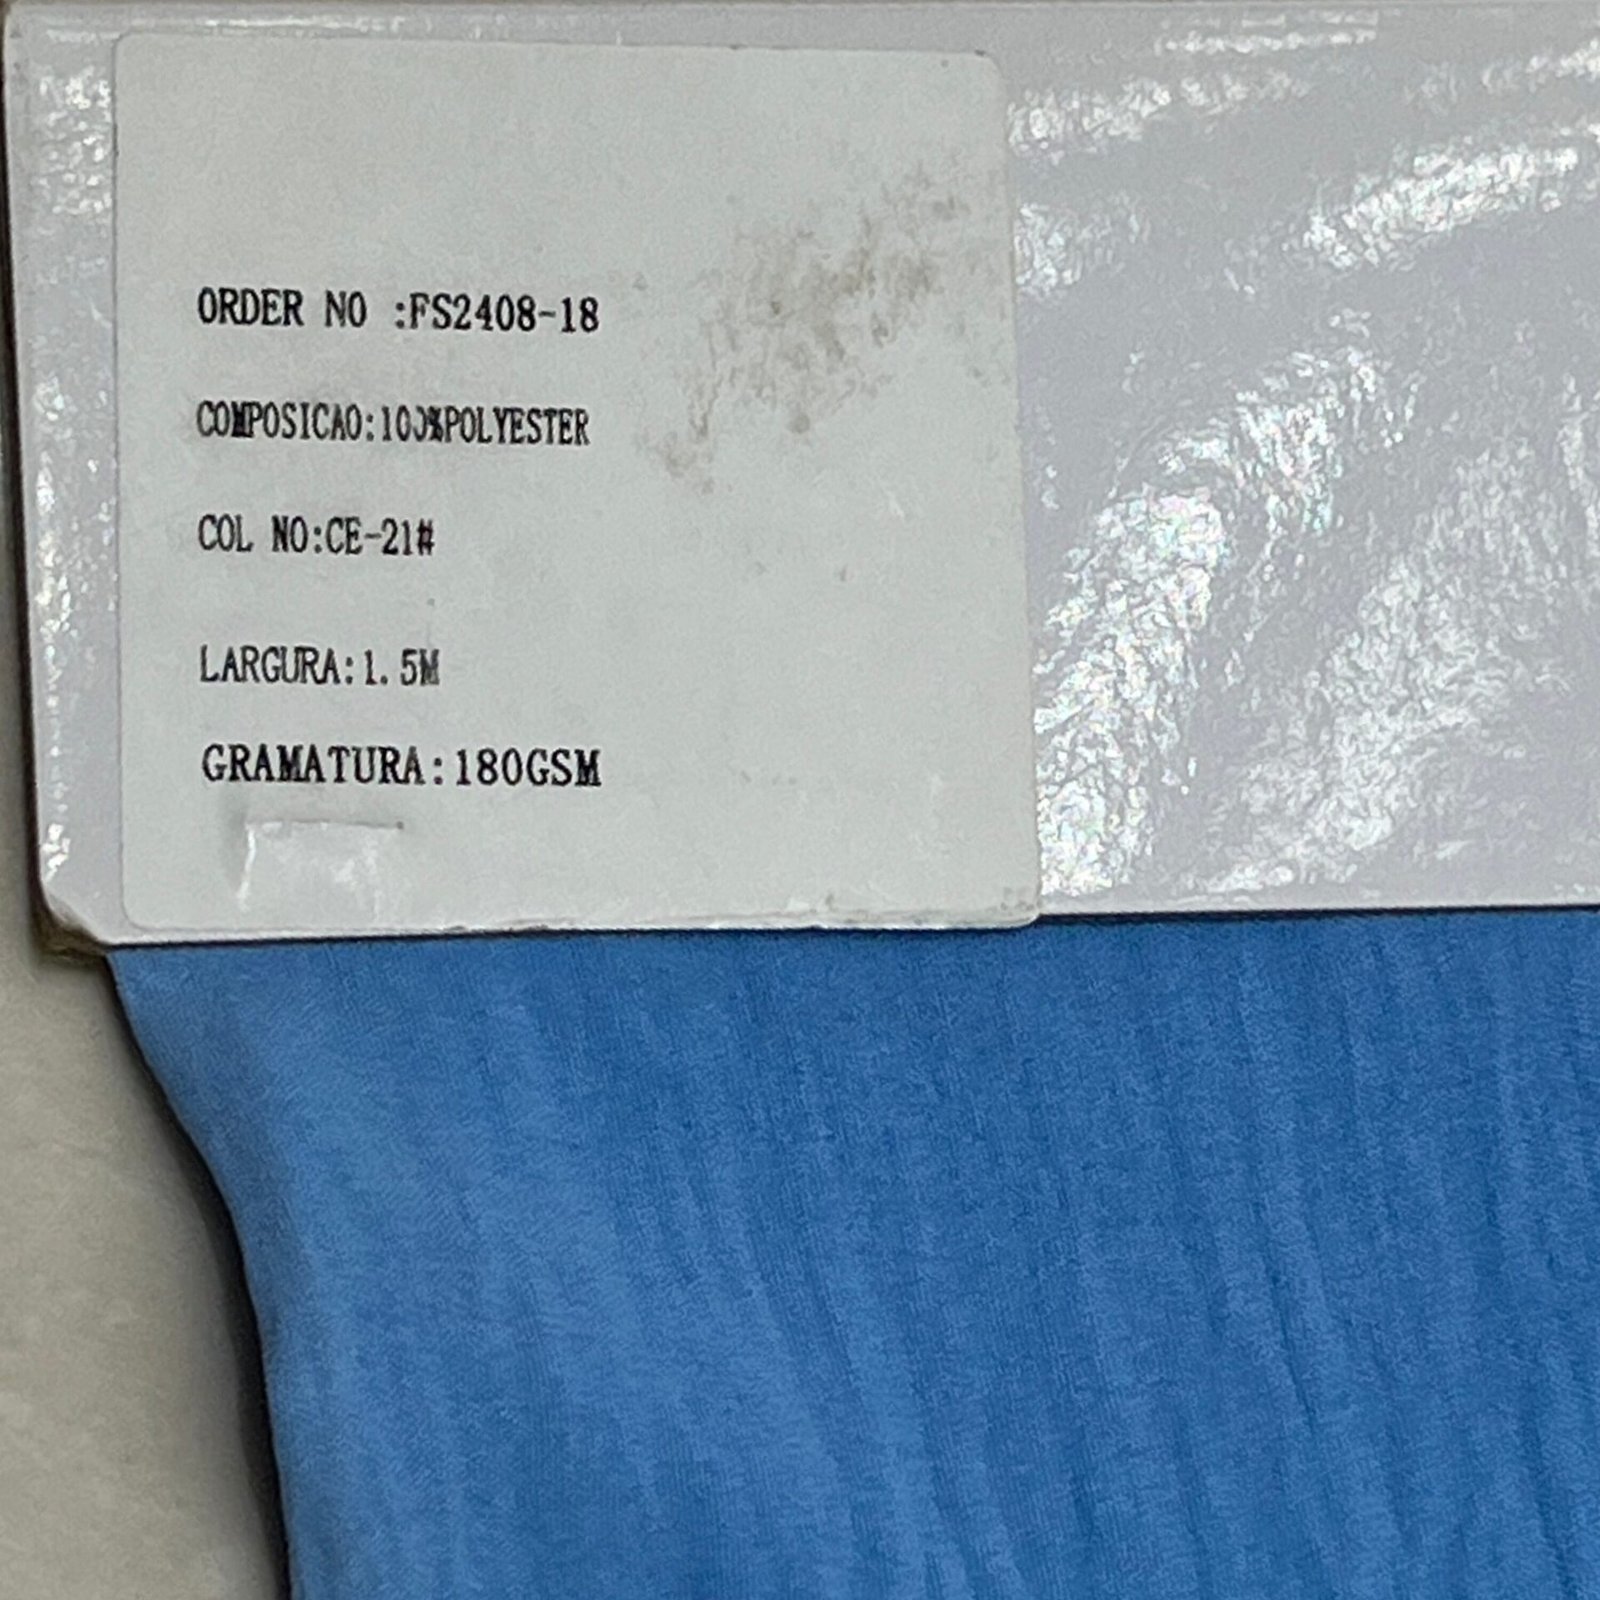 ORDER NO :FS2408-18
COMPOSICAO:100%POLYESTER
COL NO:CE-21#
LARGURA:1.5M
GRAMATURA:180GSM